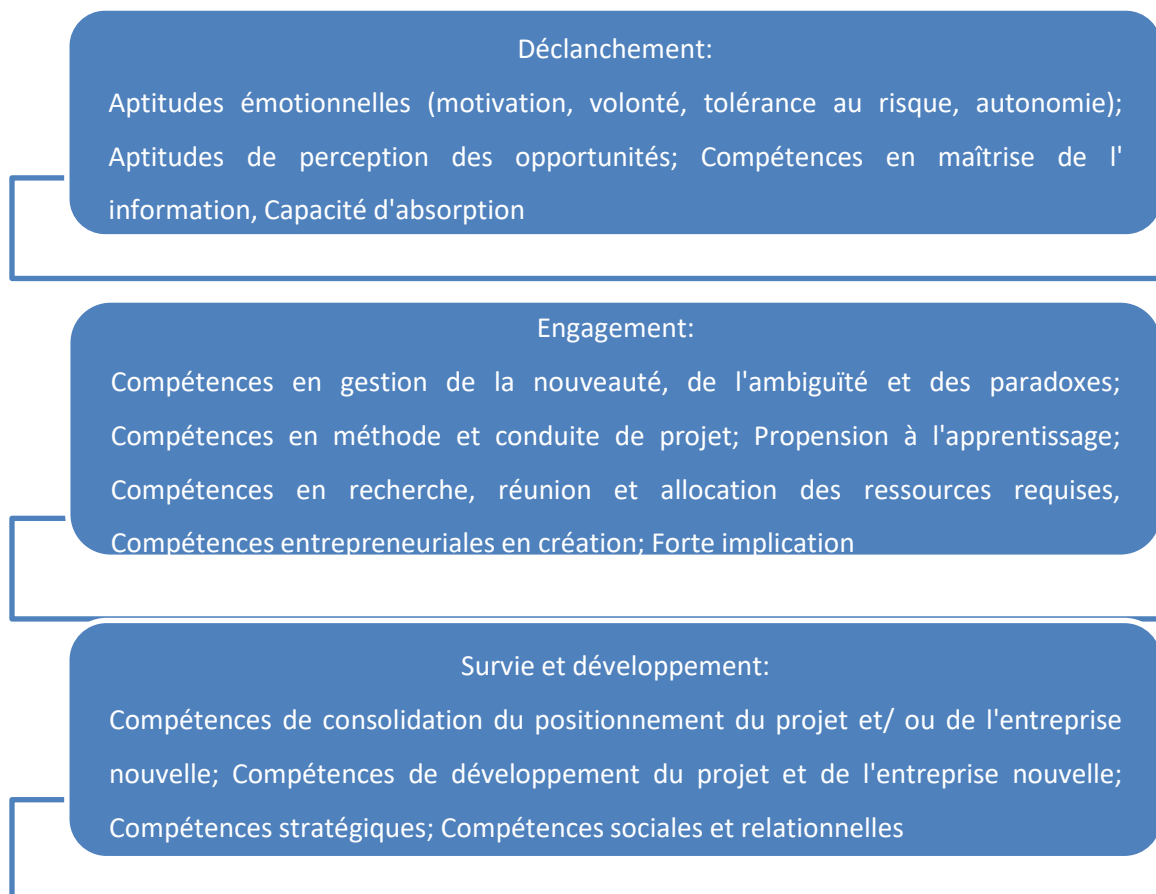 Déclanchement:
Aptitudes émotionnelles (motivation, volonté, tolérance au risque, autonomie);
Aptitudes de perception des opportunités; Compétences en maîtrise de l'
information, Capacité d'absorption
Engagement:
Compétences en gestion de la nouveauté, de l'ambiguïté et des paradoxes;
Compétences en méthode et conduite de projet; Propension à l'apprentissage;
Compétences en recherche, réunion et allocation des ressources requises,
Compétences entrepreneuriales en création; Forte implication
Survie et développement:
Compétences de consolidation du positionnement du projet et/ ou de l'entreprise
nouvelle; Compétences de développement du projet et de l'entreprise nouvelle;
Compétences stratégiques; Compétences sociales et relationnelles